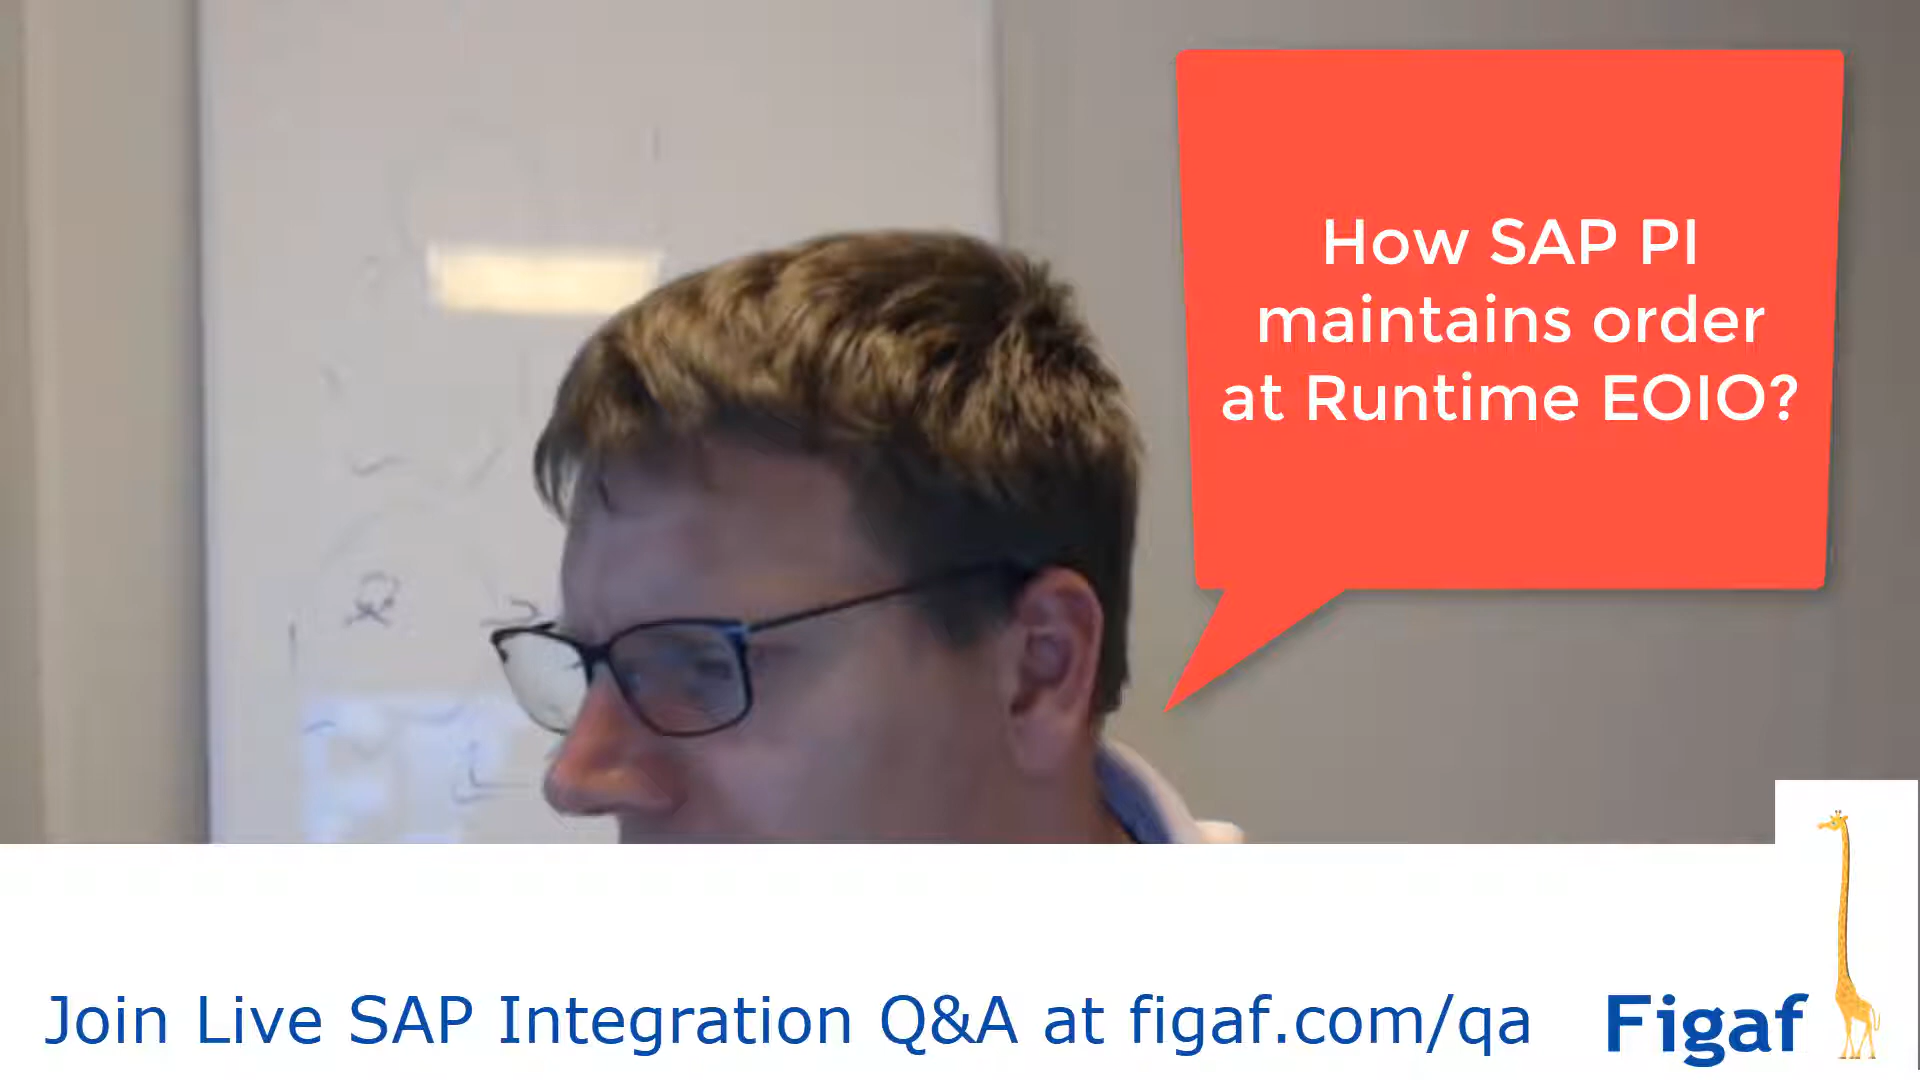 How SAP PI
maintains order
at Runtime EOIO?
Join Live SAP Integration Q&A at figaf.com/qa
Figaf